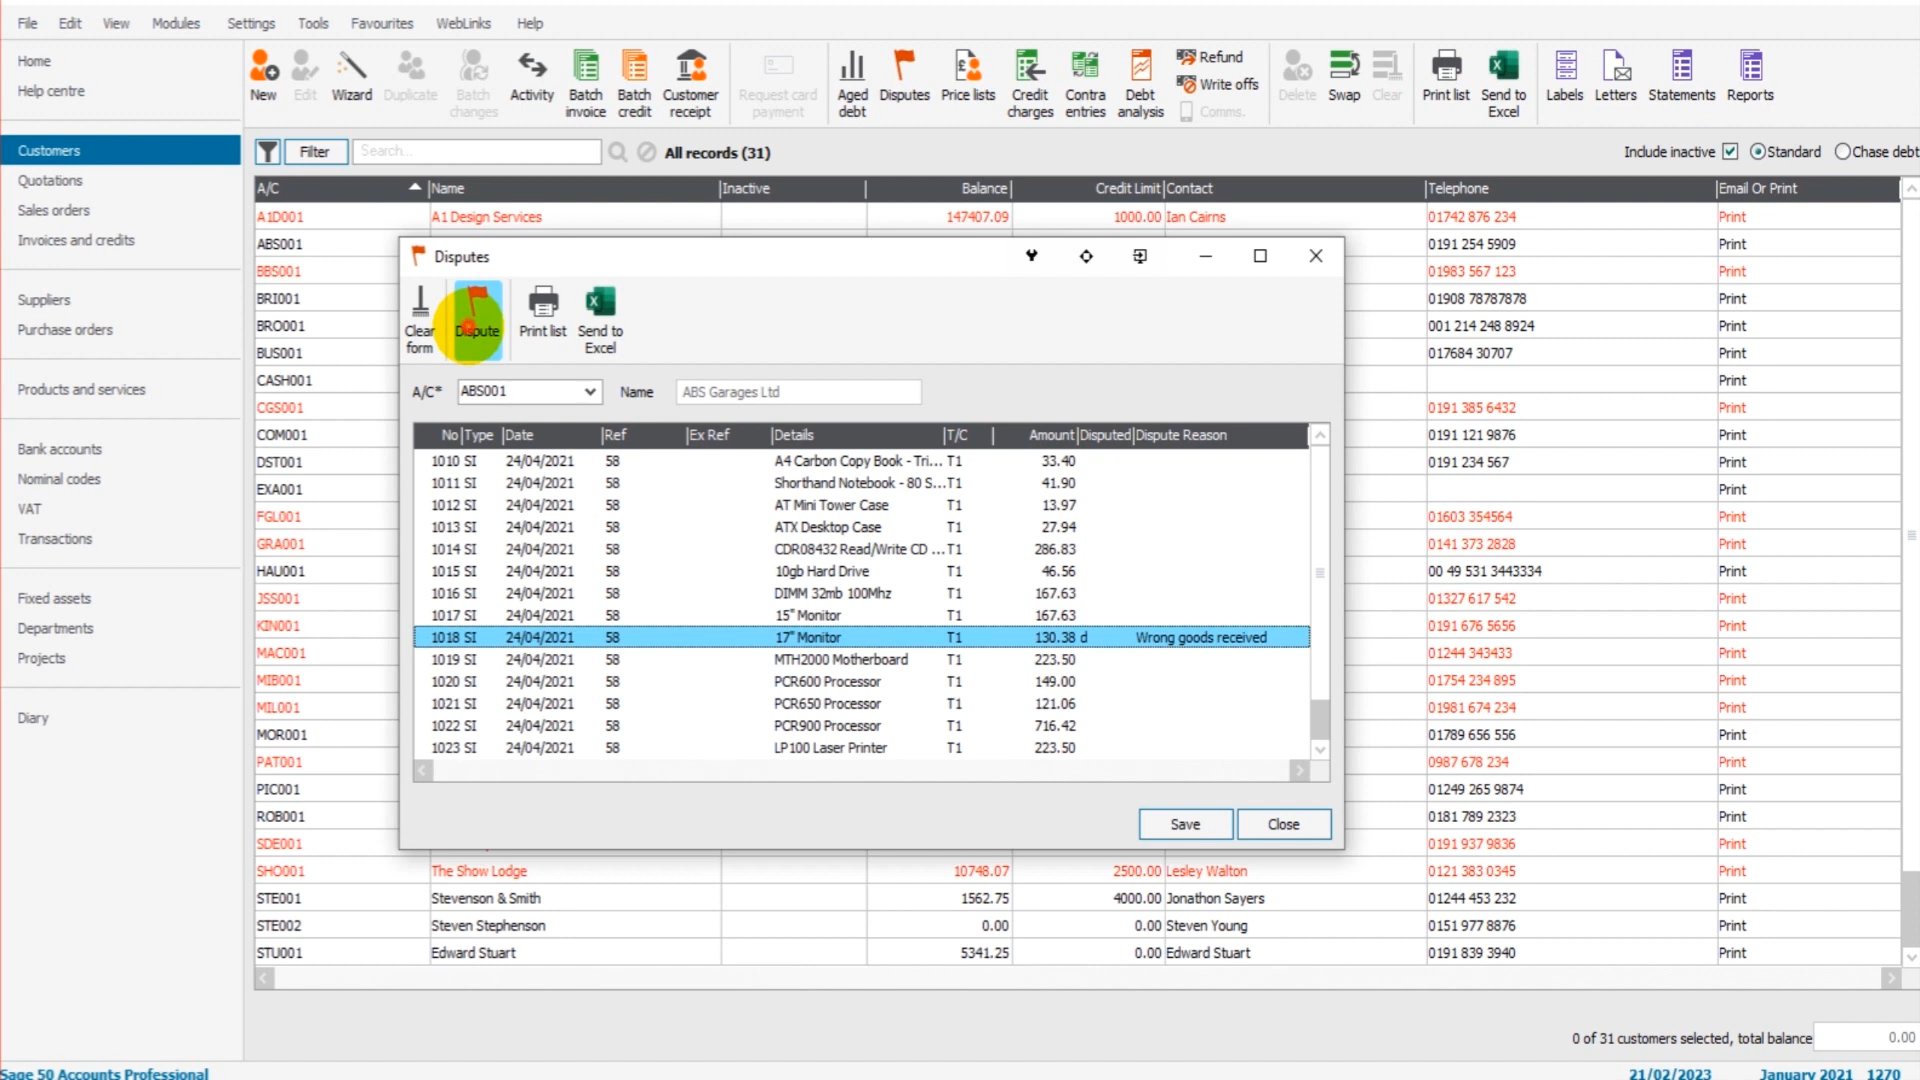 File Edit View Modules Settings Tools Favourites WebLinks Help
Home
Help centre
Customers
Quotations
Sales orders
Invoices and credits
Suppliers
Purchase orders
Products and services
Bank accounts
Nominal codes
VAT
Transactions
Fixed assets
Departments
Projects
Diary
New Edit Wizard Duplicate Batch changes Activity Batch invoice Batch credit Customer receipt Request card payment Aged debt Disputes Price lists Credit charges Contra entries Debt analysis Refund Write offs Comms. Delete Swap Clear Print list Send to Excel Labels Letters Statements Reports
Filter Search... All records (31) Include inactive Standard Chase debt
A/C Name Inactive Balance Credit Limit Contact Telephone Email Or Print
A1D001 A1 Design Services 147407.09 1000.00 Ian Cairns 01742 876 234 Print
ABS001 0191 254 5909 Print
BBS001 01983 567 123 Print
BRI001 01908 78787878 Print
BRO001 001 214 248 8924 Print
BUS001 017684 30707 Print
CASH001 Print
CGS001 0191 385 6432 Print
COM001 0191 121 9876 Print
DST001 0191 234 567 Print
EXA001 Print
FGL001 01603 354564 Print
GRA001 0141 373 2828 Print
HAU001 00 49 531 3443334 Print
JSS001 01327 617 542 Print
KIN001 0191 676 5656 Print
MAC001 01244 343433 Print
MIB001 01754 234 895 Print
MIL001 01981 674 234 Print
MOR001 01789 656 556 Print
PAT001 0987 678 234 Print
PIC001 01249 265 9874 Print
ROB001 0181 789 2323 Print
SDE001 0191 937 9836 Print
SHO001 The Show Lodge 10748.07 2500.00 Lesley Walton 0121 383 0345 Print
STE001 Stevenson & Smith 1562.75 4000.00 Jonathon Sayers 01244 453 232 Print
STE002 Steven Stephenson 0.00 0.00 Steven Young 0151 977 8876 Print
STU001 Edward Stuart 5341.25 0.00 Edward Stuart 0191 839 3940 Print
Disputes
Clear form Dispute Print list Send to Excel
A/C* ABS001 Name ABS Garages Ltd
No Type Date Ref Ex Ref Details T/C Amount Disputed Dispute Reason
1010 SI 24/04/2021 58 A4 Carbon Copy Book - Tri... T1 33.40
1011 SI 24/04/2021 58 Shorthand Notebook - 80 S... T1 41.90
1012 SI 24/04/2021 58 AT Mini Tower Case T1 13.97
1013 SI 24/04/2021 58 ATX Desktop Case T1 27.94
1014 SI 24/04/2021 58 CDR08432 Read/Write CD ... T1 286.83
1015 SI 24/04/2021 58 10gb Hard Drive T1 46.56
1016 SI 24/04/2021 58 DIMM 32mb 100Mhz T1 167.63
1017 SI 24/04/2021 58 15" Monitor T1 167.63
1018 SI 24/04/2021 58 17" Monitor T1 130.38 d Wrong goods received
1019 SI 24/04/2021 58 MTH2000 Motherboard T1 223.50
1020 SI 24/04/2021 58 PCR600 Processor T1 149.00
1021 SI 24/04/2021 58 PCR650 Processor T1 121.06
1022 SI 24/04/2021 58 PCR900 Processor T1 716.42
1023 SI 24/04/2021 58 LP100 Laser Printer T1 223.50
Save Close
0 of 31 customers selected, total balance 0.00
Sage 50 Accounts Professional 21/02/2023 January 2021 1270